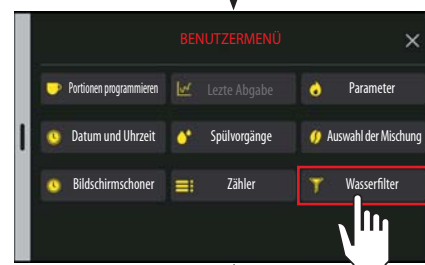 BENUTZERMENÜ
Portionen programmieren
Lezte Abgabe
Parameter
Datum und Uhrzeit
Spülvorgänge
Auswahl der Mischung
Bildschirmschoner
Zähler
Wasserfilter